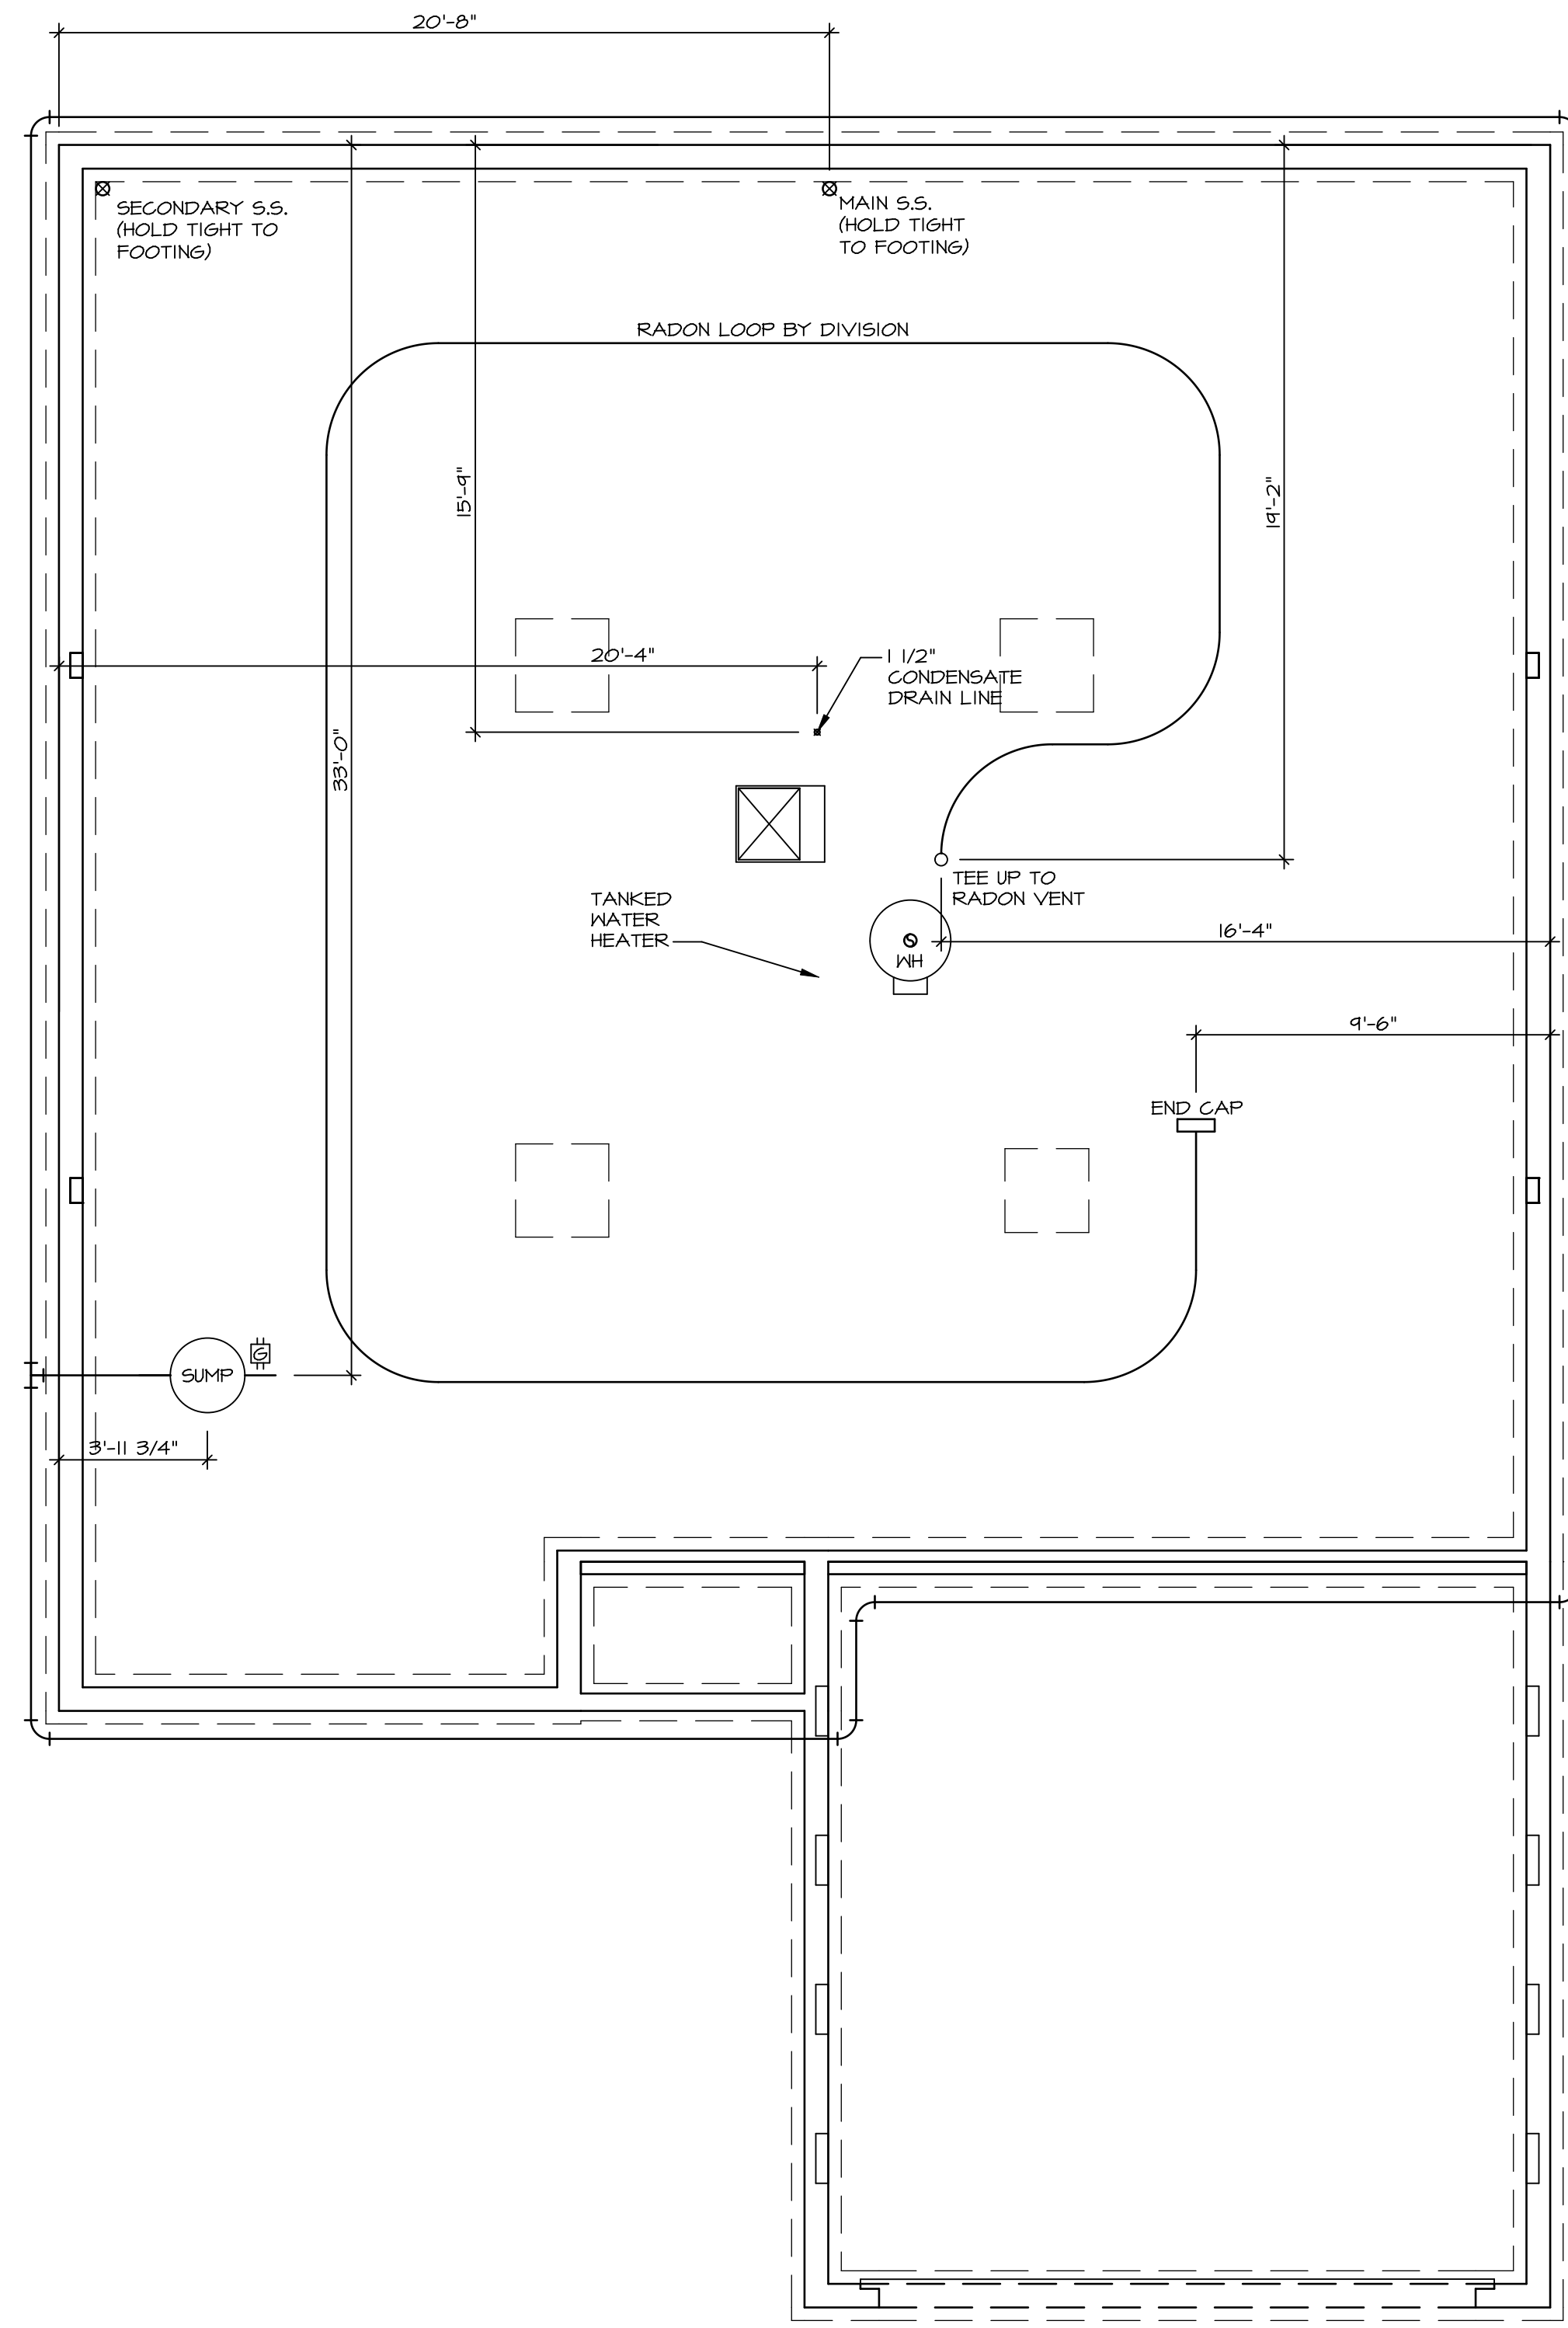 20'-8"
SECONDARY S.S.
(HOLD TIGHT TO
FOOTING)
MAIN S.S.
(HOLD TIGHT
TO FOOTING)
RADON LOOP BY DIVISION
15'-9"
19'-2"
20'-4"
1 1/2"
CONDENSATE
DRAIN LINE
33'-0"
TEE UP TO
RADON VENT
TANKED
WATER
HEATER
WH
16'-4"
9'-6"
END CAP
SUMP
G
3'-11 3/4"